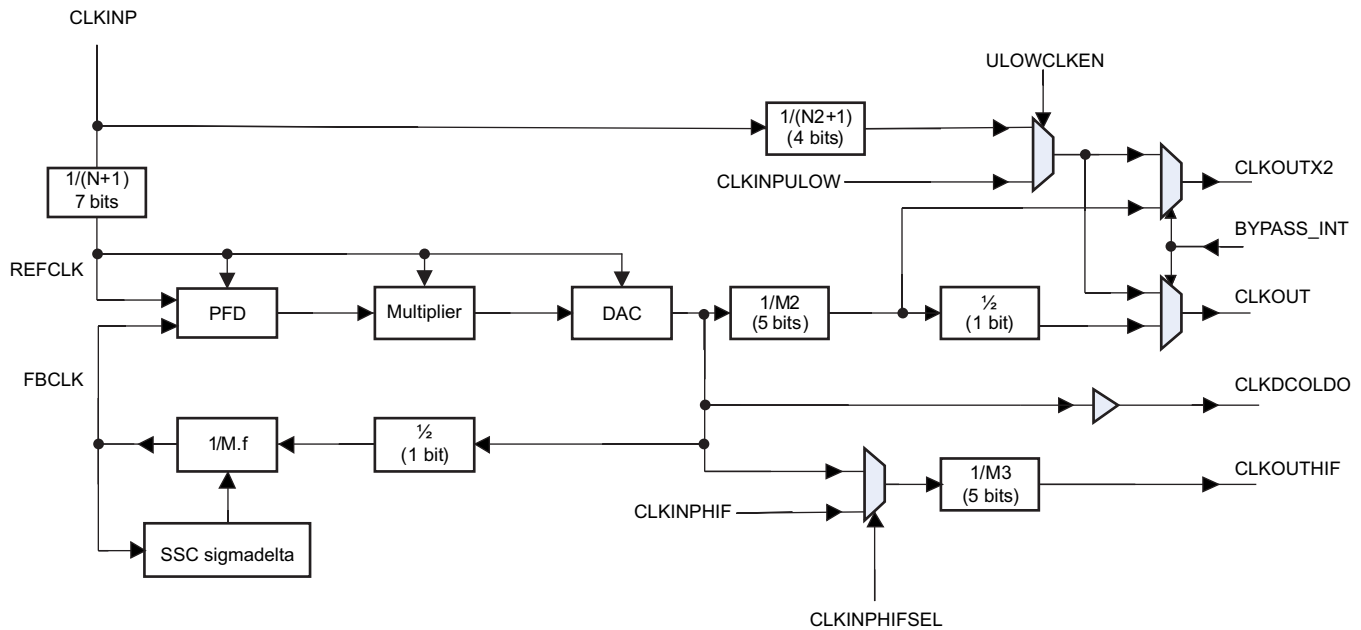 CLKINP
ULOWCLKEN
1/(N2+1)
(4 bits)
1/(N+1)
7 bits
CLKINPULOW
CLKOUTX2
BYPASS_INT
REFCLK
PFD
Multiplier
DAC
1/M2
(5 bits)
½
(1 bit)
CLKOUT
FBCLK
CLKDCOLDO
1/M.f
½
(1 bit)
1/M3
(5 bits)
CLKOUTHIF
CLKINPHIF
SSC sigmadelta
CLKINPHIFSEL